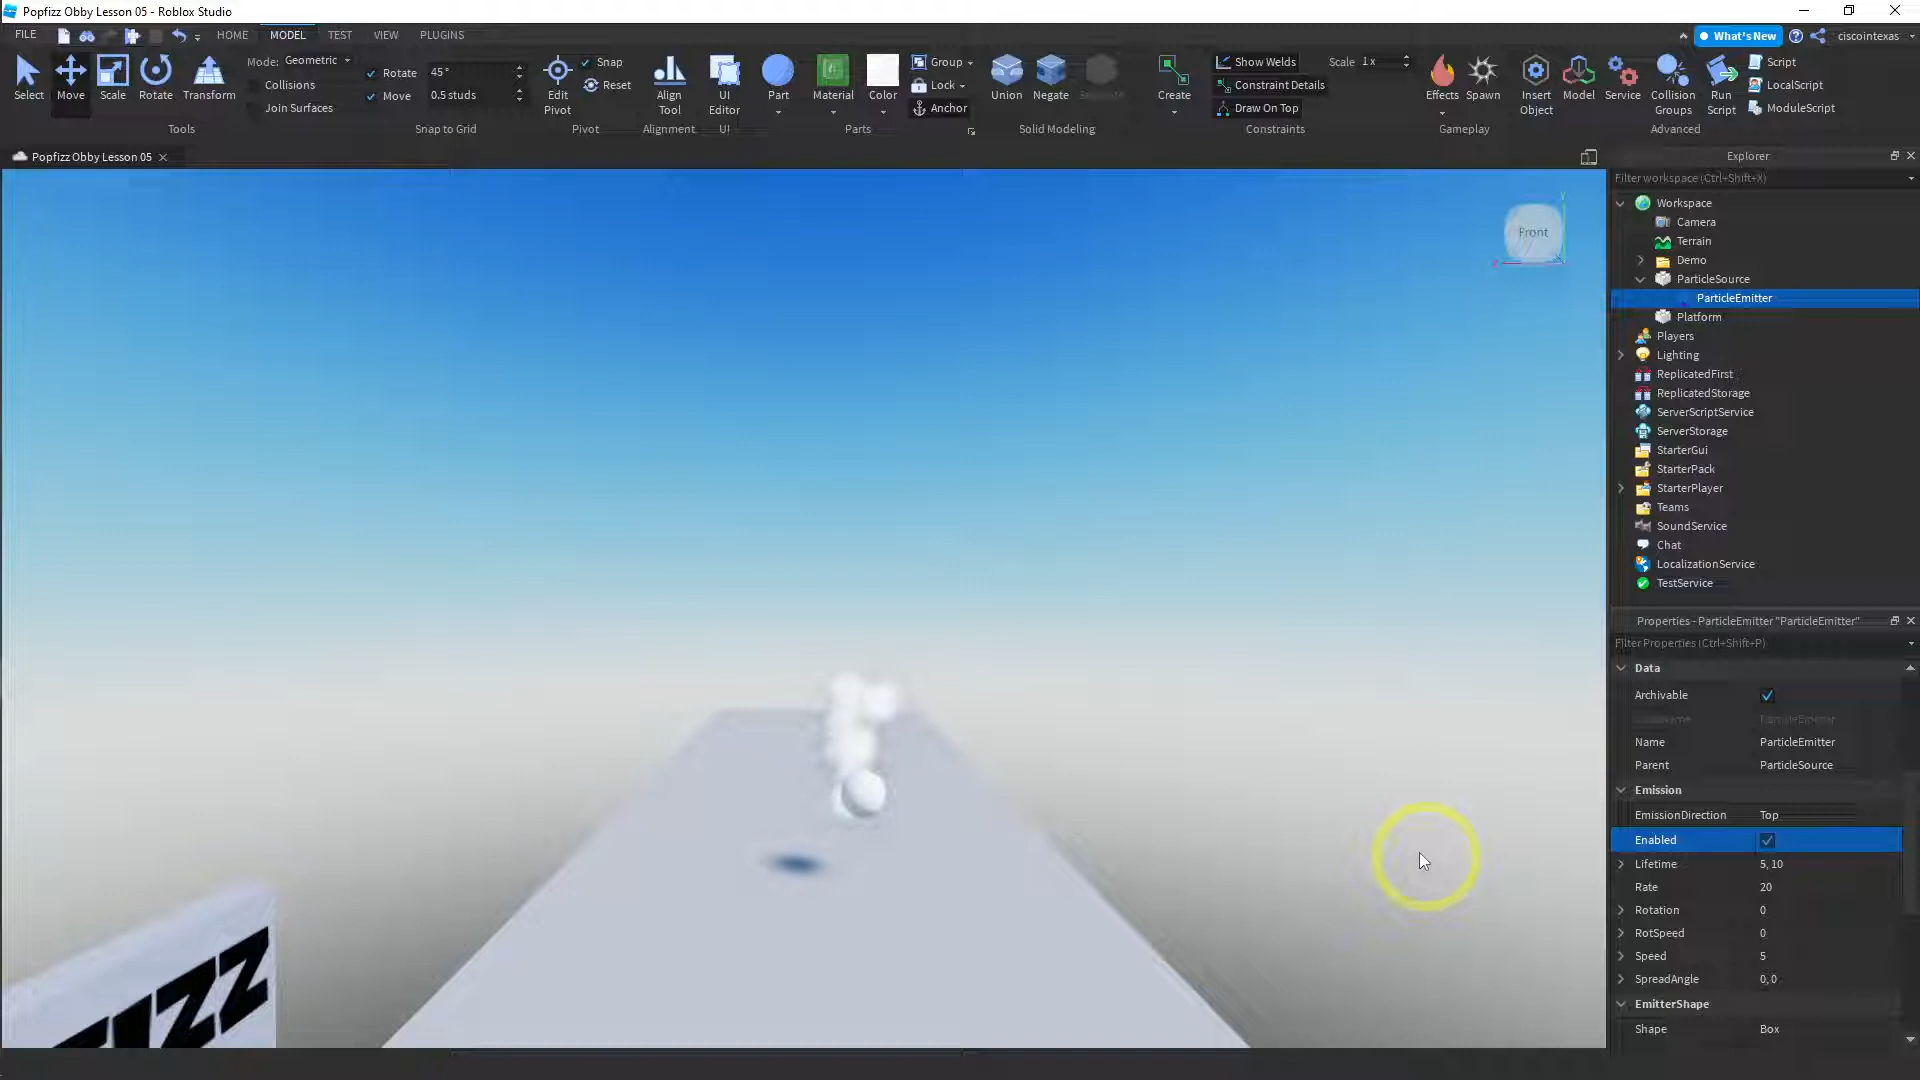 Popfizz Obby Lesson 05 - Roblox Studio
FILE
HOME
MODEL
TEST
VIEW
PLUGINS
What's New
ciscointexas
Select
Move
Scale
Rotate
Transform
Mode: Geometric
Collisions
Join Surfaces
Tools
Rotate 45°
Move 0.5 studs
Snap to Grid
Edit Pivot
Snap
Reset
Pivot
Align Tool
Alignment
UI Editor
UI
Part
Material
Color
Group
Lock
Anchor
Parts
Union
Negate
Solid Modeling
Create
Show Welds
Constraint Details
Draw On Top
Scale 1 x
Constraints
Effects
Spawn
Gameplay
Insert Object
Model
Service
Collision Groups
Run Script
Script
LocalScript
ModuleScript
Advanced
Popfizz Obby Lesson 05
Front
FIZZ
Explorer
Filter workspace (Ctrl+Shift+X)
Workspace
Camera
Terrain
Demo
ParticleSource
ParticleEmitter
Platform
Players
Lighting
ReplicatedFirst
ReplicatedStorage
ServerScriptService
ServerStorage
StarterGui
StarterPack
StarterPlayer
Teams
SoundService
Chat
LocalizationService
TestService
Properties - ParticleEmitter "ParticleEmitter"
Filter Properties (Ctrl+Shift+P)
Data
Archivable
ParticleEmitter
Name ParticleEmitter
Parent ParticleSource
Emission
EmissionDirection Top
Enabled
Lifetime 5, 10
Rate 20
Rotation 0
RotSpeed 0
Speed 5
SpreadAngle 0, 0
EmitterShape
Shape Box